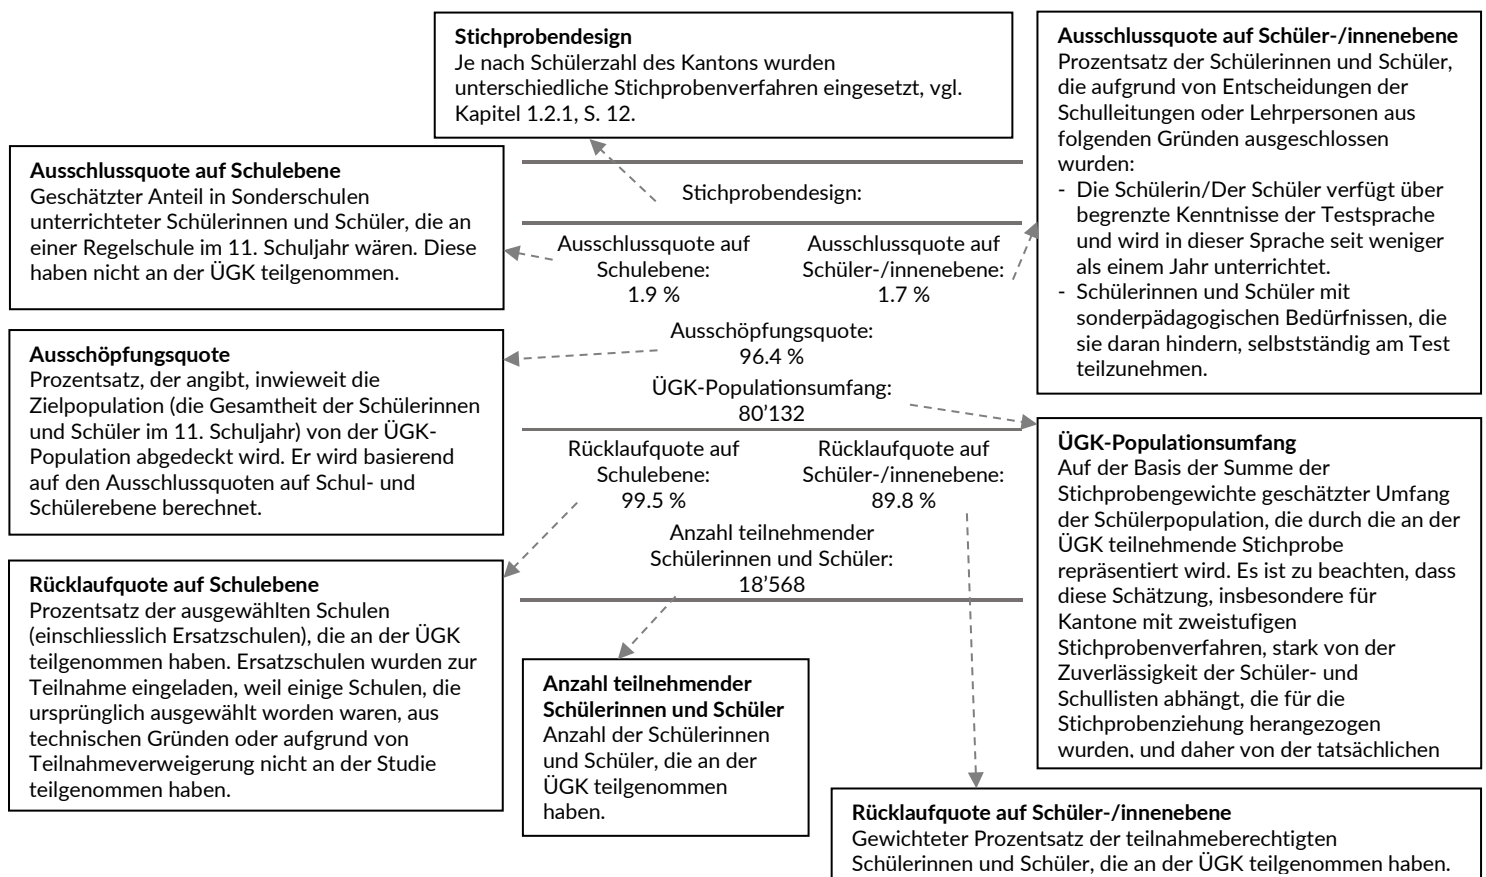 Stichprobendesign
Je nach Schülerzahl des Kantons wurden
unterschiedliche Stichprobenverfahren eingesetzt, vgl.
Kapitel 1.2.1, S. 12.
Ausschlussquote auf Schüler-/innenebene
Prozentsatz der Schülerinnen und Schüler,
die aufgrund von Entscheidungen der
Schulleitungen oder Lehrpersonen aus
folgenden Gründen ausgeschlossen
wurden:
- Die Schülerin/Der Schüler verfügt über
begrenzte Kenntnisse der Testsprache
und wird in dieser Sprache seit weniger
als einem Jahr unterrichtet.
- Schülerinnen und Schüler mit
sonderpädagogischen Bedürfnissen, die
sie daran hindern, selbstständig am Test
teilzunehmen.
Ausschlussquote auf Schulebene
Geschätzter Anteil in Sonderschulen
unterrichteter Schülerinnen und Schüler, die an
einer Regelschule im 11. Schuljahr wären. Diese
haben nicht an der ÜGK teilgenommen.
Stichprobendesign:
Ausschlussquote auf
Schulebene:
1.9 %
Ausschlussquote auf
Schüler-/innenebene:
1.7 %
Ausschöpfungsquote:
96.4 %
ÜGK-Populationsumfang:
80’132
Rücklaufquote auf
Schulebene:
99.5 %
Rücklaufquote auf
Schüler-/innenebene:
89.8 %
Anzahl teilnehmender
Schülerinnen und Schüler:
18’568
Ausschöpfungsquote
Prozentsatz, der angibt, inwieweit die
Zielpopulation (die Gesamtheit der Schülerinnen
und Schüler im 11. Schuljahr) von der ÜGK-
Population abgedeckt wird. Er wird basierend
auf den Ausschlussquoten auf Schul- und
Schülerebene berechnet.
ÜGK-Populationsumfang
Auf der Basis der Summe der
Stichprobengewichte geschätzter Umfang
der Schülerpopulation, die durch die an der
ÜGK teilnehmende Stichprobe
repräsentiert wird. Es ist zu beachten, dass
diese Schätzung, insbesondere für
Kantone mit zweistufigen
Stichprobenverfahren, stark von der
Zuverlässigkeit der Schüler- und
Schullisten abhängt, die für die
Stichprobenziehung herangezogen
wurden, und daher von der tatsächlichen
Rücklaufquote auf Schulebene
Prozentsatz der ausgewählten Schulen
(einschliesslich Ersatzschulen), die an der ÜGK
teilgenommen haben. Ersatzschulen wurden zur
Teilnahme eingeladen, weil einige Schulen, die
ursprünglich ausgewählt worden waren, aus
technischen Gründen oder aufgrund von
Teilnahmeverweigerung nicht an der Studie
teilgenommen haben.
Anzahl teilnehmender
Schülerinnen und Schüler
Anzahl der Schülerinnen
und Schüler, die an der
ÜGK teilgenommen
haben.
Rücklaufquote auf Schüler-/innenebene
Gewichteter Prozentsatz der teilnahmeberechtigten
Schülerinnen und Schüler, die an der ÜGK teilgenommen haben.